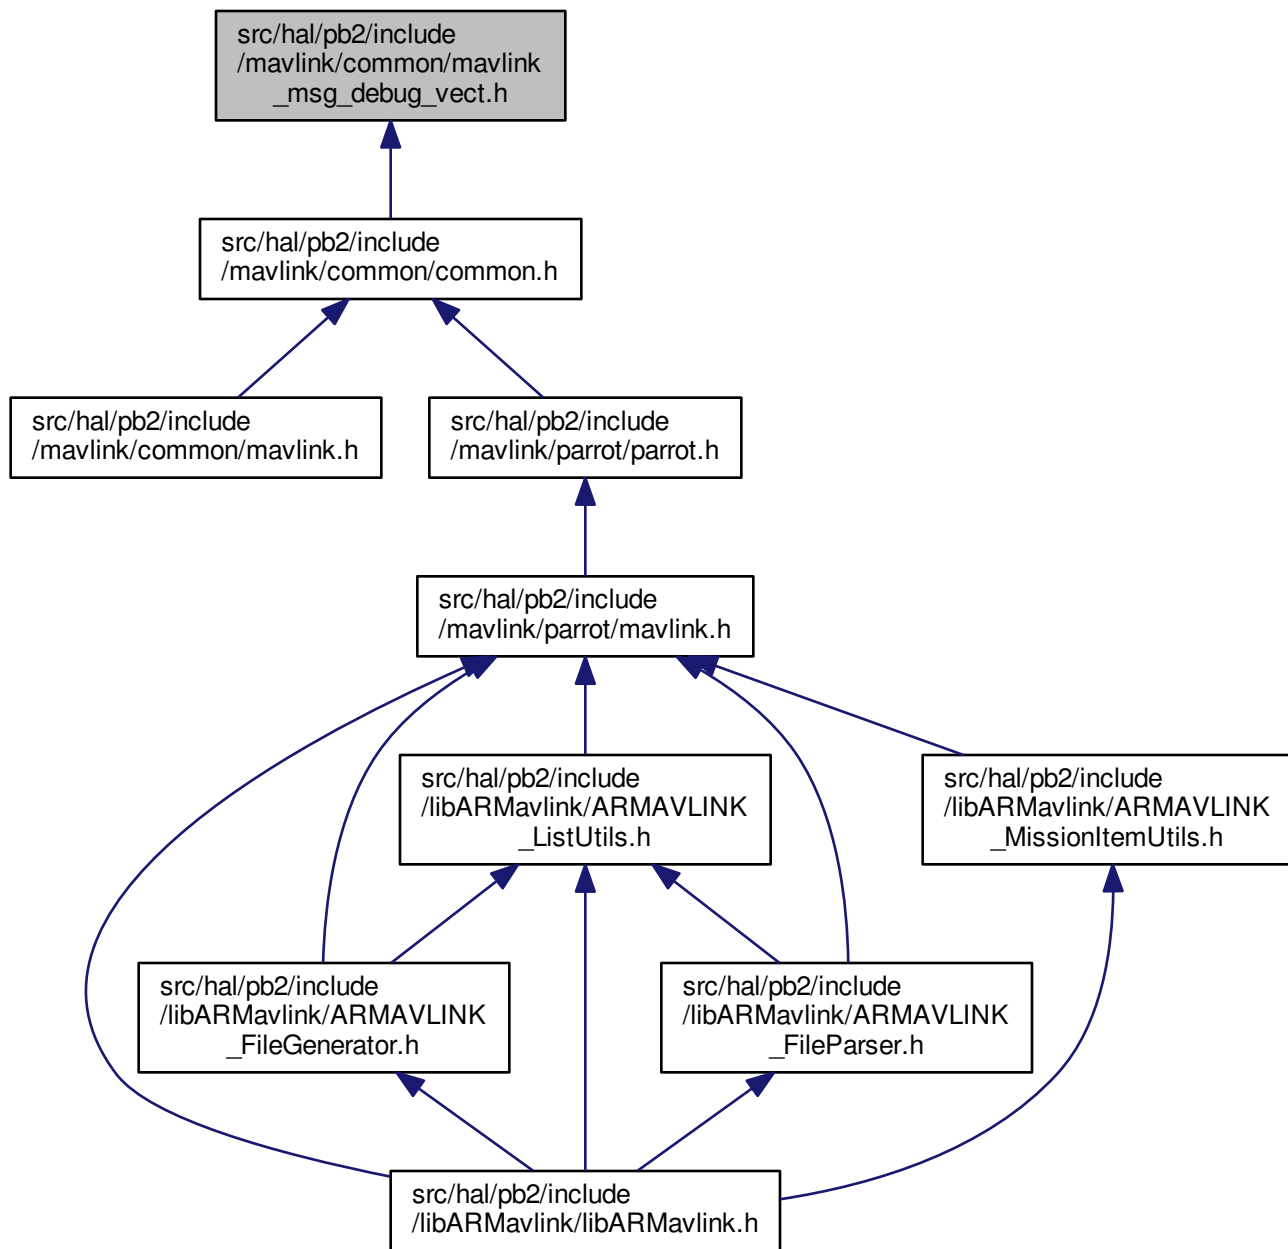 src/hal/pb2/include
/mavlink/common/mavlink
_msg_debug_vect.h
src/hal/pb2/include
/mavlink/common/common.h
src/hal/pb2/include
/mavlink/common/mavlink.h
src/hal/pb2/include
/mavlink/parrot/parrot.h
src/hal/pb2/include
/mavlink/parrot/mavlink.h
src/hal/pb2/include
/libARMavlink/ARMAVLINK
_ListUtils.h
src/hal/pb2/include
/libARMavlink/ARMAVLINK
_MissionItemUtils.h
src/hal/pb2/include
/libARMavlink/ARMAVLINK
_FileGenerator.h
src/hal/pb2/include
/libARMavlink/ARMAVLINK
_FileParser.h
src/hal/pb2/include
/libARMavlink/libARMavlink.h